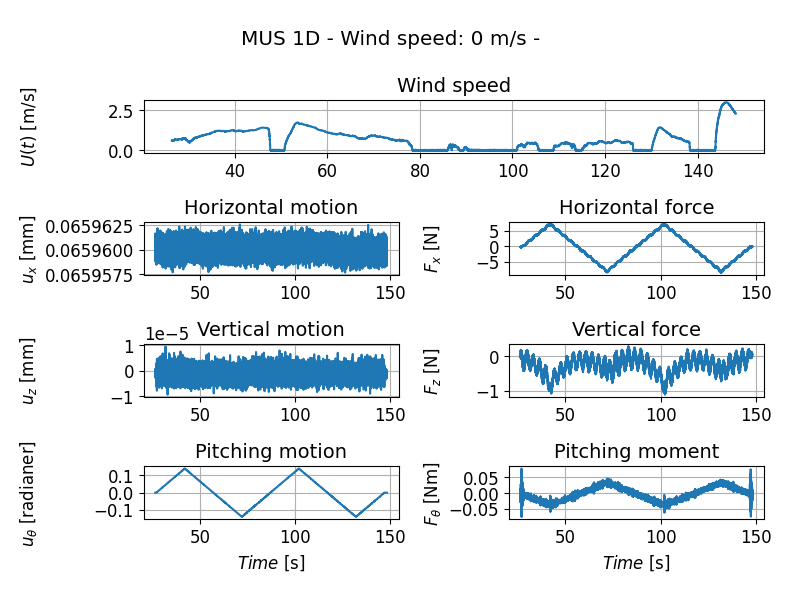 MUS 1D - Wind speed: 0 m/s -
Wind speed
U(t) [m/s]
2.5
0.0
40 60 80 100 120 140
Horizontal motion
u_x [mm]
0.0659625
0.0659600
0.0659575
50 100 150
Horizontal force
F_x [N]
5
0
−5
50 100 150
Vertical motion
1e−5
u_z [mm]
1
0
−1
50 100 150
Vertical force
F_z [N]
0
−1
50 100 150
Pitching motion
u_θ [radianer]
0.1
0.0
−0.1
50 100 150
Time [s]
Pitching moment
F_θ [Nm]
0.05
0.00
−0.05
50 100 150
Time [s]